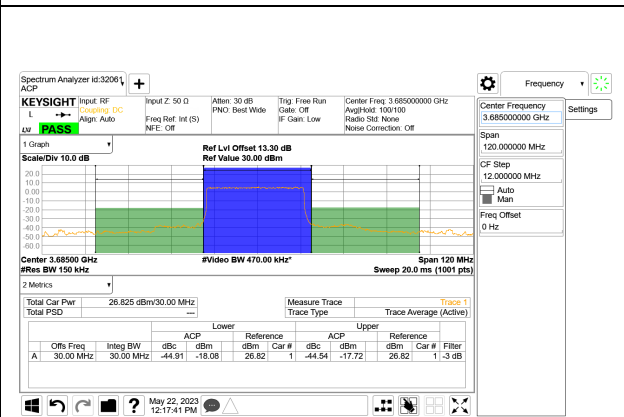 Spectrum Analyzer id:32061
ACP
Frequency
KEYSIGHT Input: RF
Coupling: DC
Align: Auto
Input Z: 50 Ω
Freq Ref: Int (S)
NFE: Off
Atten: 30 dB
PNO: Best Wide
Trig: Free Run
Gate: Off
IF Gain: Low
Center Freq: 3.685000000 GHz
Avg|Hold: 100/100
Radio Std: None
Noise Correction: Off
L
LXI PASS
Center Frequency
3.685000000 GHz
Settings
Span
120.000000 MHz
CF Step
12.000000 MHz
Auto
Man
Freq Offset
0 Hz
1 Graph
Scale/Div 10.0 dB
Ref Lvl Offset 13.30 dB
Ref Value 30.00 dBm
20.0
10.0
0.00
-10.0
-20.0
-30.0
-40.0
-50.0
-60.0
Center 3.68500 GHz #Video BW 470.00 kHz* Span 120 MHz
#Res BW 150 kHz Sweep 20.0 ms (1001 pts)
2 Metrics
Total Car Pwr 26.825 dBm/30.00 MHz Measure Trace Trace 1
Total PSD --- Trace Type Trace Average (Active)
Lower Upper
ACP Reference ACP Reference
Offs Freq Integ BW dBc dBm dBm Car # dBc dBm dBm Car # Filter
A 30.00 MHz 30.00 MHz -44.91 -18.08 26.82 1 -44.54 -17.72 26.82 1 -3 dB
May 22, 2023
12:17:41 PM